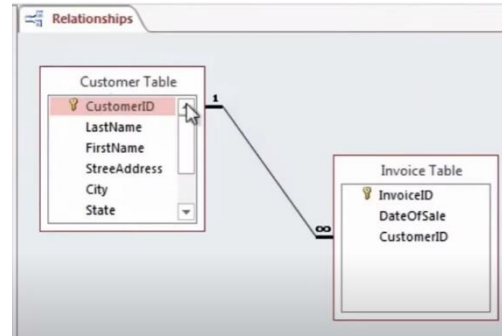 Relationships
Customer Table
CustomerID
LastName
FirstName
StreeAddress
City
State
1
∞
Invoice Table
InvoiceID
DateOfSale
CustomerID